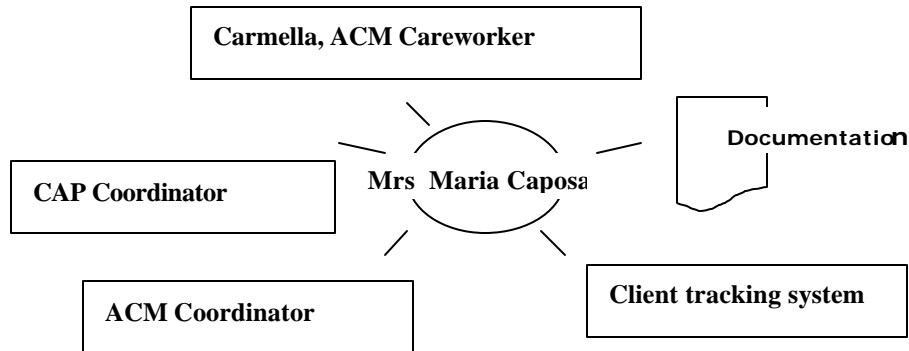 Carmella, ACM Careworker
Documentation
Mrs Maria Caposa
CAP Coordinator
Client tracking system
ACM Coordinator